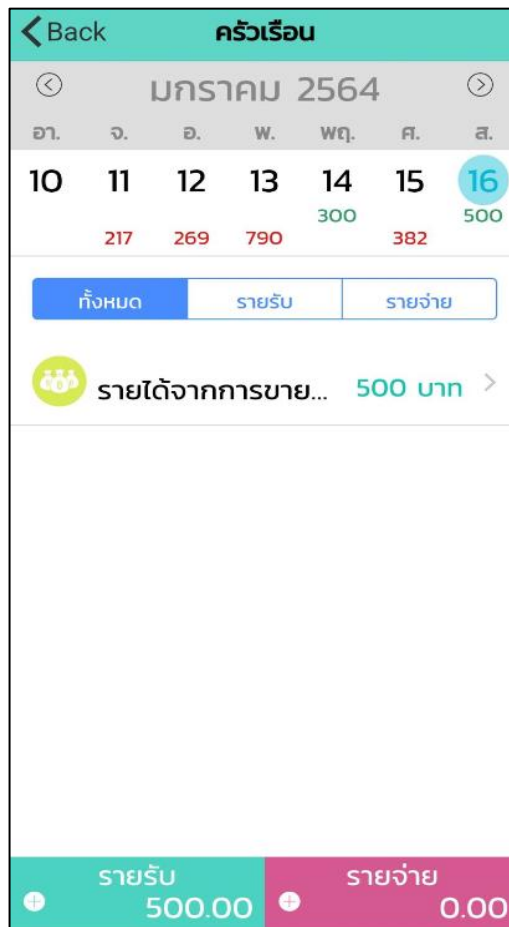 Back ครัวเรือน
มกราคม 2564
อา. จ. อ. พ. พฤ. ศ. ส.
10 11 12 13 14 15 16
300 500
217 269 790 382
ทั้งหมด รายรับ รายจ่าย
รายได้จากการขาย... 500 บาท
รายรับ รายจ่าย
500.00 0.00